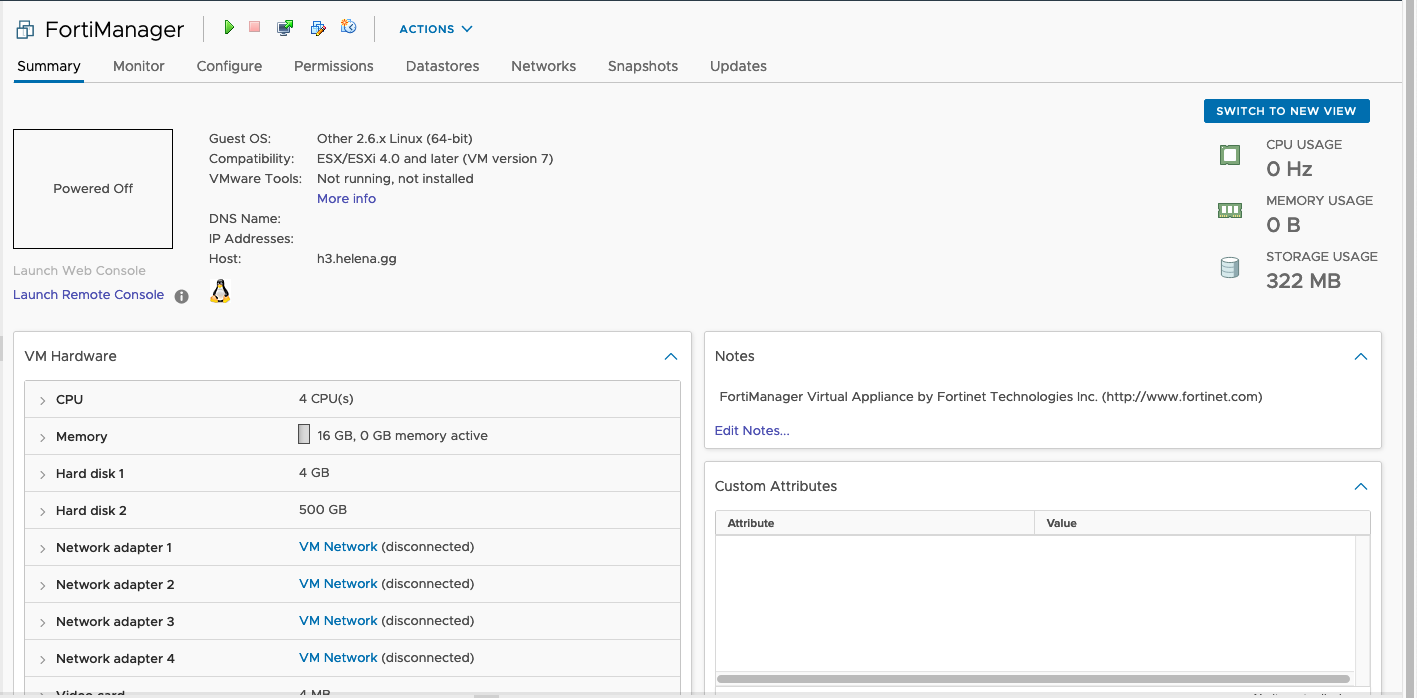 FortiManager
ACTIONS
Summary Monitor Configure Permissions Datastores Networks Snapshots Updates
SWITCH TO NEW VIEW
Powered Off
Launch Web Console
Launch Remote Console
Guest OS: Other 2.6.x Linux (64-bit)
Compatibility: ESX/ESXi 4.0 and later (VM version 7)
VMware Tools: Not running, not installed
More info
DNS Name:
IP Addresses:
Host: h3.helena.gg
CPU USAGE
0 Hz
MEMORY USAGE
0 B
STORAGE USAGE
322 MB
VM Hardware
CPU 4 CPU(s)
Memory 16 GB, 0 GB memory active
Hard disk 1 4 GB
Hard disk 2 500 GB
Network adapter 1 VM Network (disconnected)
Network adapter 2 VM Network (disconnected)
Network adapter 3 VM Network (disconnected)
Network adapter 4 VM Network (disconnected)
Video card 4 MB
Notes
FortiManager Virtual Appliance by Fortinet Technologies Inc. (http://www.fortinet.com)
Edit Notes...
Custom Attributes
Attribute Value